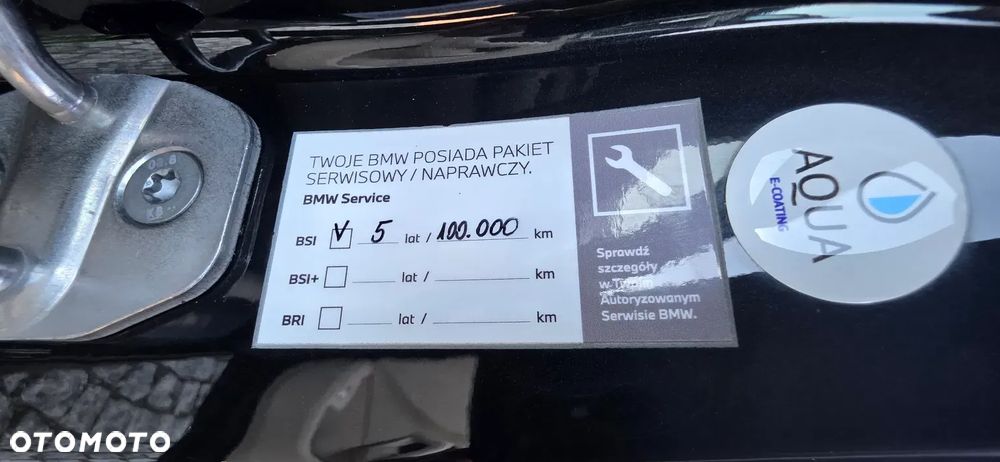 TWOJE BMW POSIADA PAKIET
SERWISOWY / NAPRAWCZY.
BMW Service
BSI V 5 lat / 100.000 km
BSI+ lat / km
BRI lat / km
Sprawdź
szczegóły
w Twoim
Autoryzowanym
Serwisie BMW.
AQUA
E-COATING
OTOMOTO